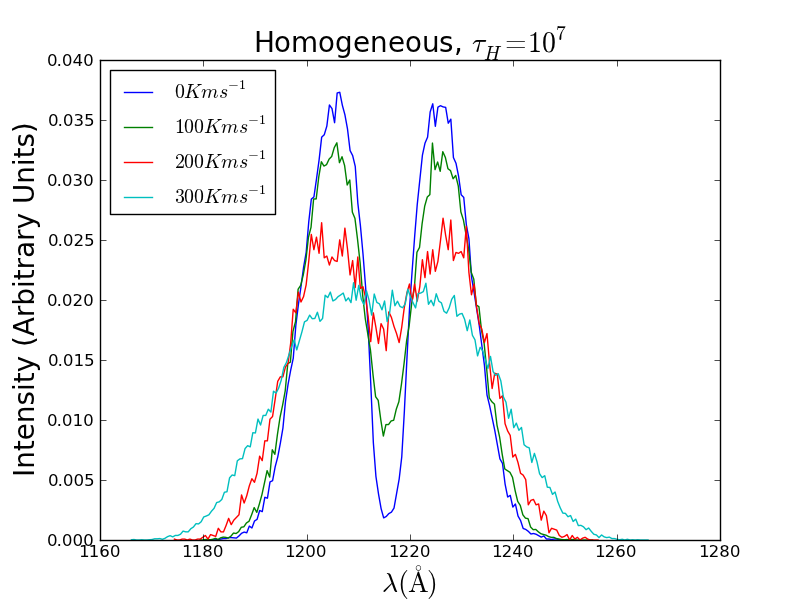 Homogeneous, τ_H=10^7
0Kms^−1
100Kms^−1
200Kms^−1
300Kms^−1
Intensity (Arbitrary Units)
0.040
0.035
0.030
0.025
0.020
0.015
0.010
0.005
0.000
1160 1180 1200 1220 1240 1260 1280
λ(Å)